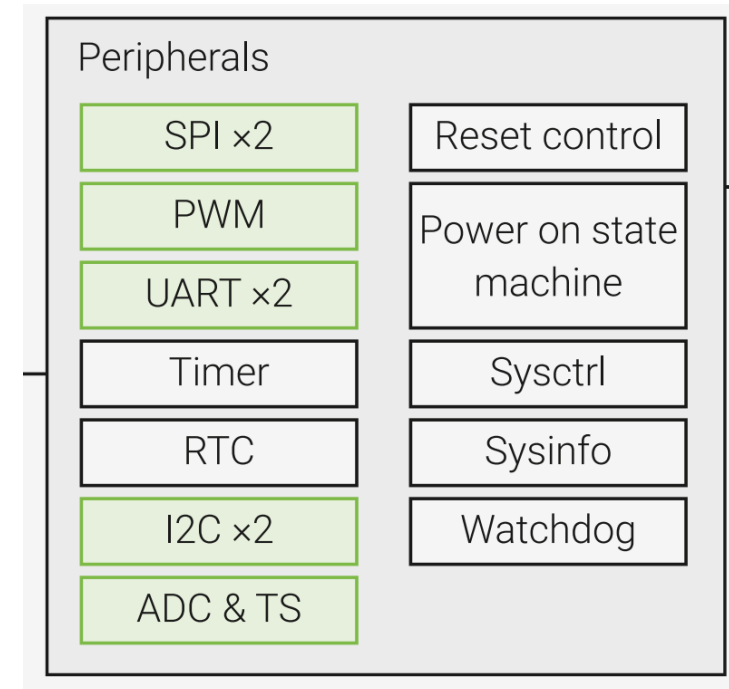 Peripherals
SPI ×2
PWM
UART ×2
Timer
RTC
I2C ×2
ADC & TS
Reset control
Power on state
machine
Sysctrl
Sysinfo
Watchdog